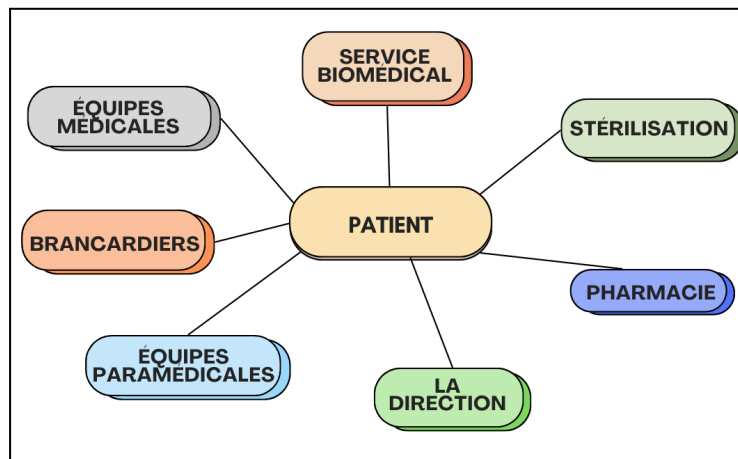 SERVICE
BIOMÉDICAL
ÉQUIPES
MÉDICALES
STÉRILISATION
PATIENT
BRANCARDIERS
PHARMACIE
ÉQUIPES
PARAMÉDICALES
LA
DIRECTION